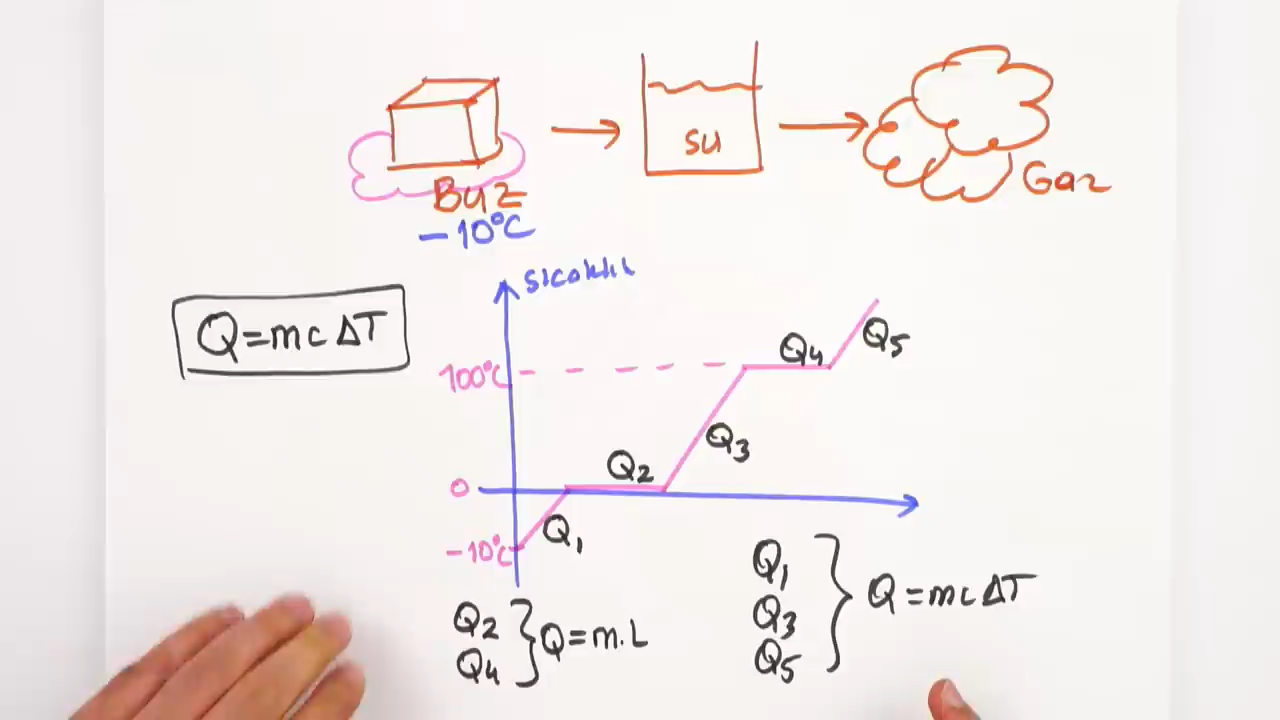 Buz
-10°C
su
Gaz
sıcaklık
Q=mcΔT
100°C
0
-10°C
Q1
Q2
Q3
Q4
Q5
Q2
Q4
Q=m.L
Q1
Q3
Q5
Q=mcΔT